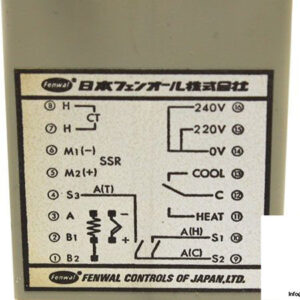 Fenwal 日本フェンオール株式会社
⑧ H 240V ⑯
CT
⑦ H 220V ⑮
⑥ M1(-) 0V ⑭
SSR
⑤ M2(+) COOL ⑬
④ S3 A(T) C ⑫
③ A HEAT ⑪
② B1 A(H) S1 ⑩
+
① B2 A(C) S2 ⑨
Fenwal FENWAL CONTROLS OF JAPAN, LTD.